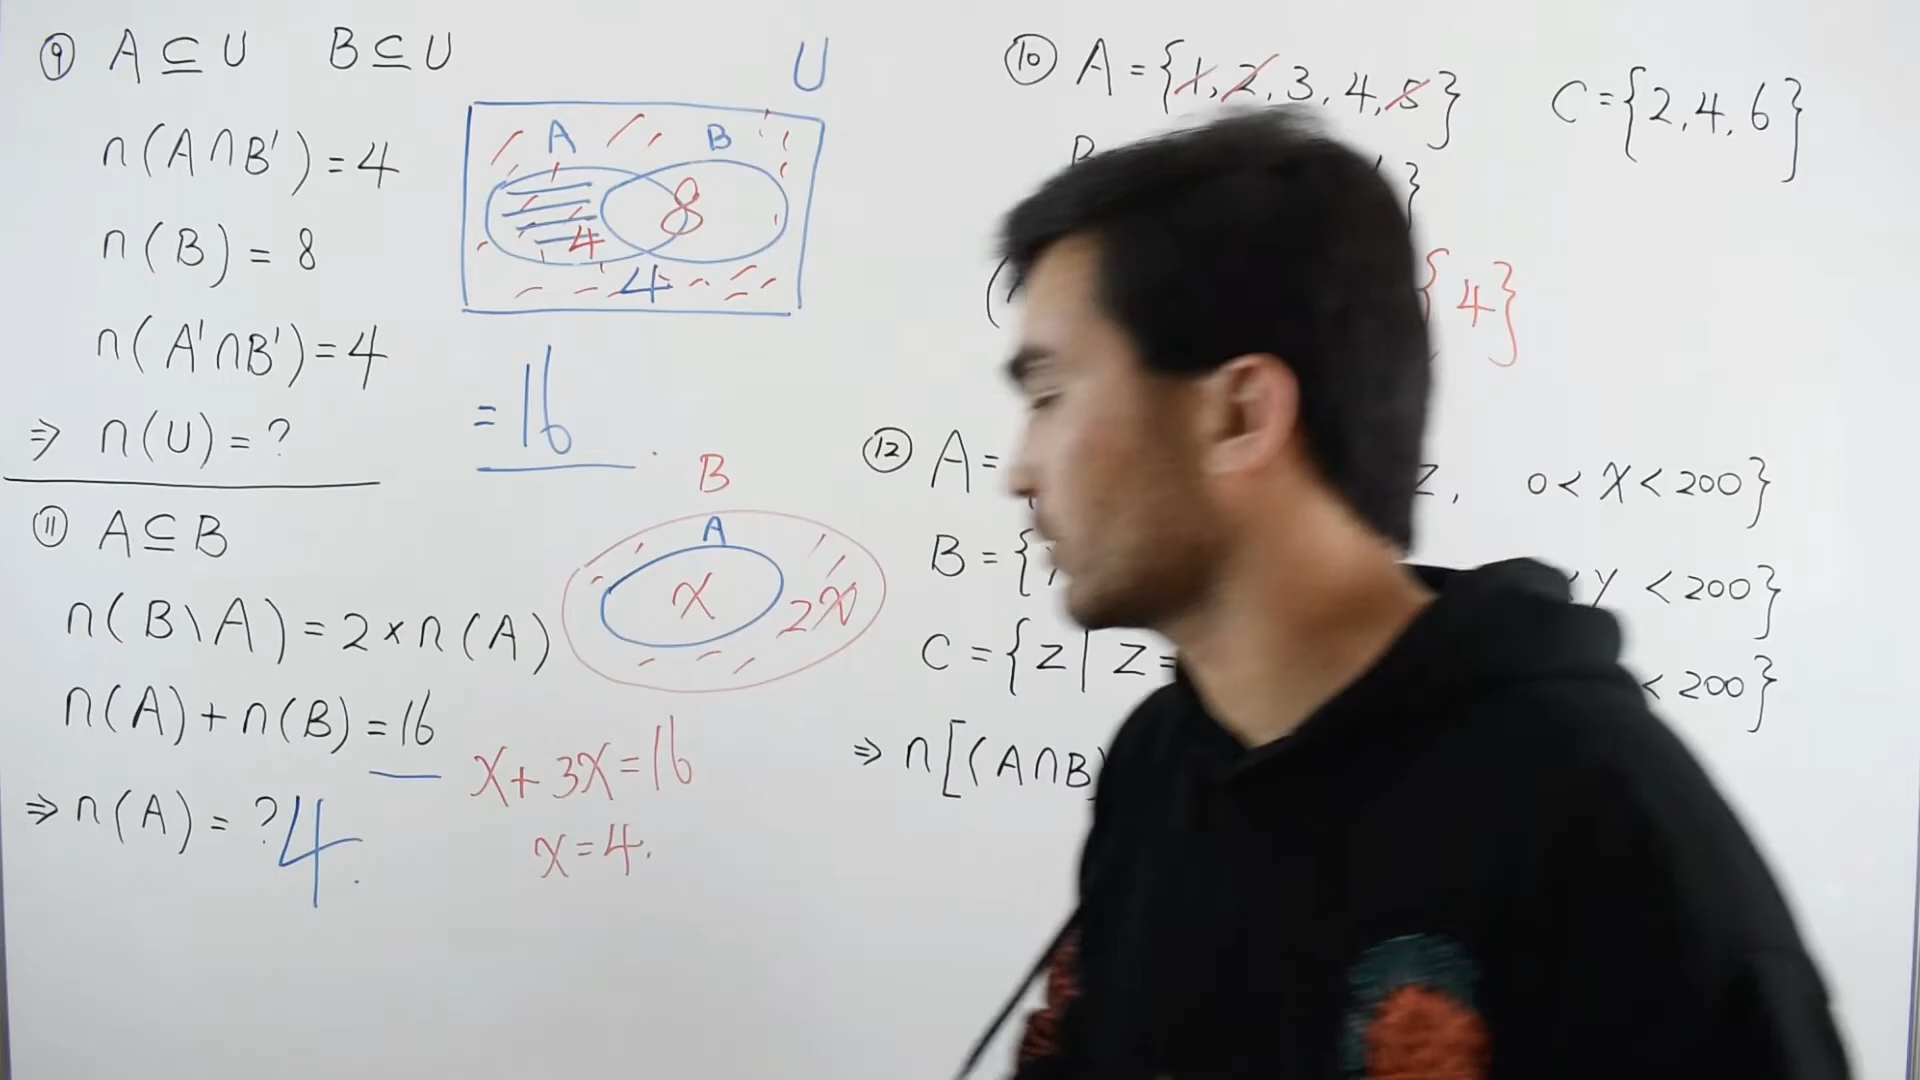 ⑨ A ⊆ U B ⊆ U
n(A∩B') = 4
n(B) = 8
n(A'∩B') = 4
⇒ n(U) = ?
U
A B
8
4
4
= 16
⑪ A ⊆ B
n(B\A) = 2 × n(A)
n(A) + n(B) = 16
⇒ n(A) = ? 4.
B
A
x 2x
x + 3x = 16
x = 4.
⑩ A = {1, 2, 3, 4, 5} C = {2, 4, 6}
B }
{4}
⑫ A = , 0 < x < 200}
B = { y < 200}
C = {z | z = < 200}
⇒ n[(A∩B)